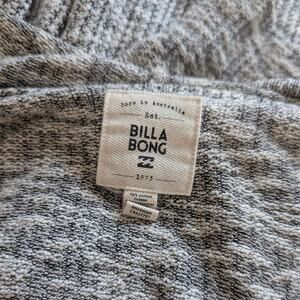 Born in Australia
Est.
BILLA
BONG
1973